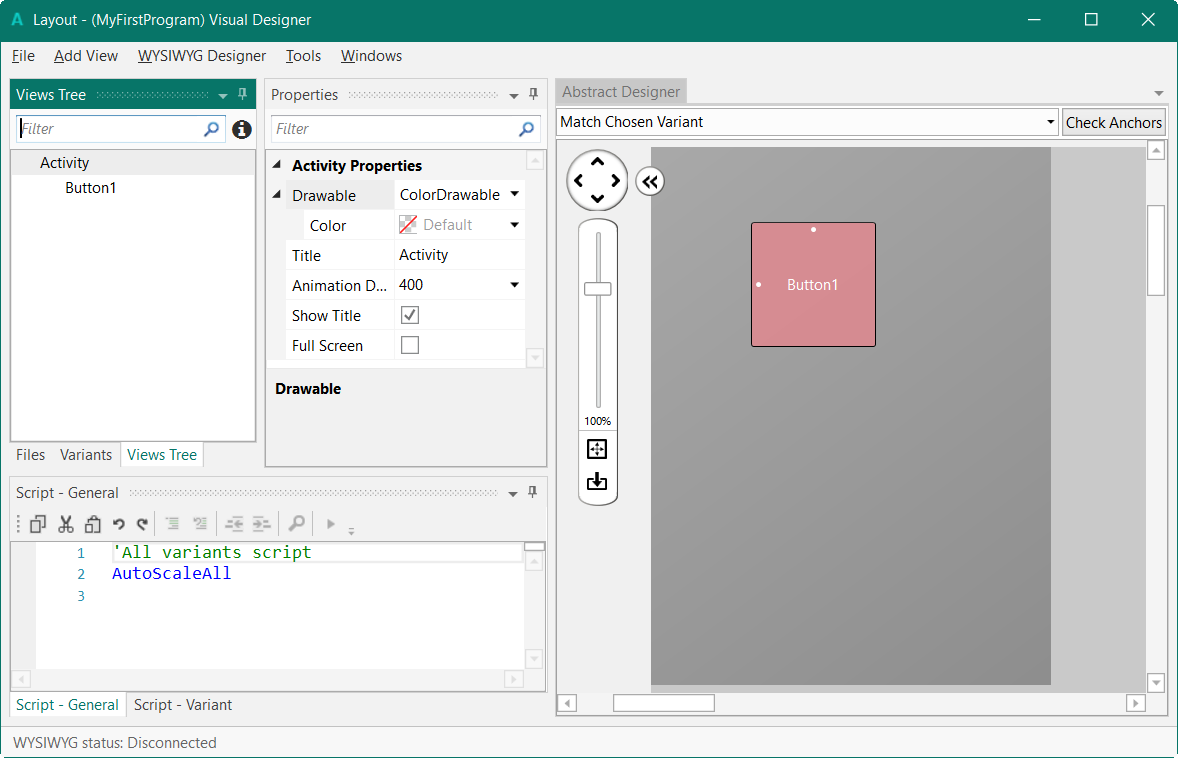 A Layout - (MyFirstProgram) Visual Designer
File Add View WYSIWYG Designer Tools Windows
Views Tree
Filter
Activity
Button1
Files Variants Views Tree
Properties
Filter
Activity Properties
Drawable ColorDrawable
Color Default
Title Activity
Animation D... 400
Show Title
Full Screen
Drawable
Script - General
1 'All variants script
2 AutoScaleAll
3
Script - General Script - Variant
Abstract Designer
Match Chosen Variant Check Anchors
Button1
100%
WYSIWYG status: Disconnected